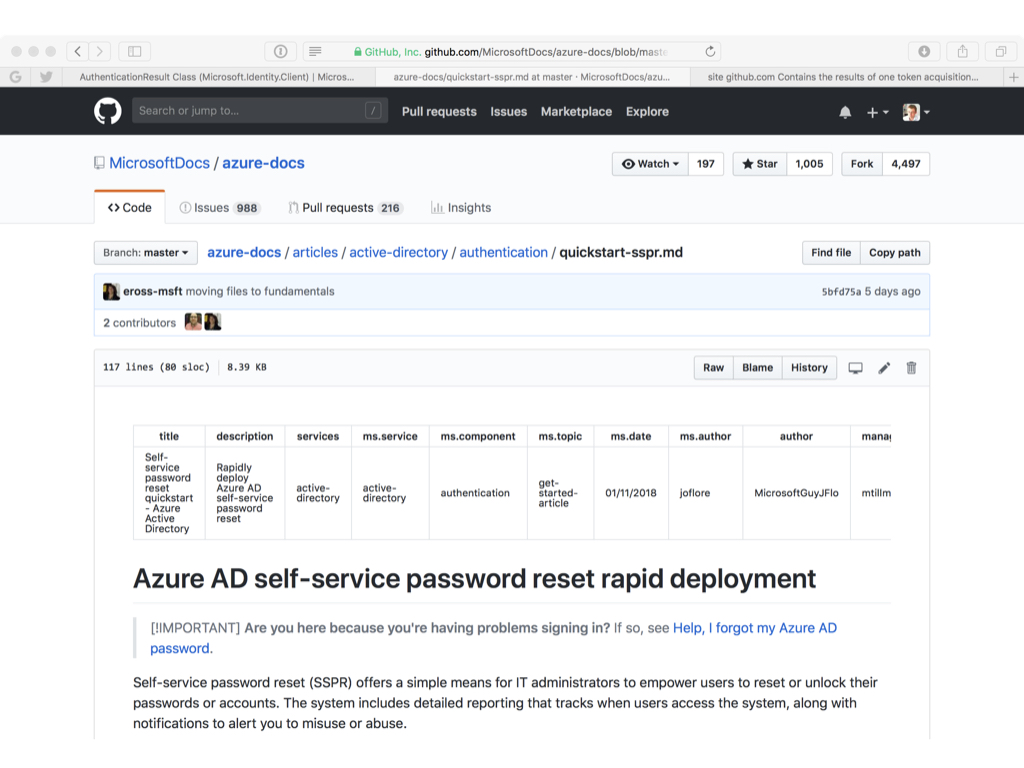 GitHub, Inc. github.com/MicrosoftDocs/azure-docs/blob/maste
AuthenticationResult Class (Microsoft.Identity.Client) | Micros...
azure-docs/quickstart-sspr.md at master · MicrosoftDocs/azu...
site github.com Contains the results of one token acquisition...
Search or jump to... /
Pull requests Issues Marketplace Explore
MicrosoftDocs / azure-docs
Watch 197 Star 1,005 Fork 4,497
Code Issues 988 Pull requests 216 Insights
Branch: master azure-docs / articles / active-directory / authentication / quickstart-sspr.md Find file Copy path
eross-msft moving files to fundamentals 5bfd75a 5 days ago
2 contributors
117 lines (80 sloc) 8.39 KB Raw Blame History
title description services ms.service ms.component ms.topic ms.date ms.author author manag
Self-
service
password
reset
quickstart
- Azure
Active
Directory
Rapidly
deploy
Azure AD
self-service
password
reset
active-
directory
active-
directory
authentication
get-
started-
article
01/11/2018
joflore
MicrosoftGuyJFlo
mtillm
Azure AD self-service password reset rapid deployment
[!IMPORTANT] Are you here because you're having problems signing in? If so, see Help, I forgot my Azure AD
password.
Self-service password reset (SSPR) offers a simple means for IT administrators to empower users to reset or unlock their
passwords or accounts. The system includes detailed reporting that tracks when users access the system, along with
notifications to alert you to misuse or abuse.